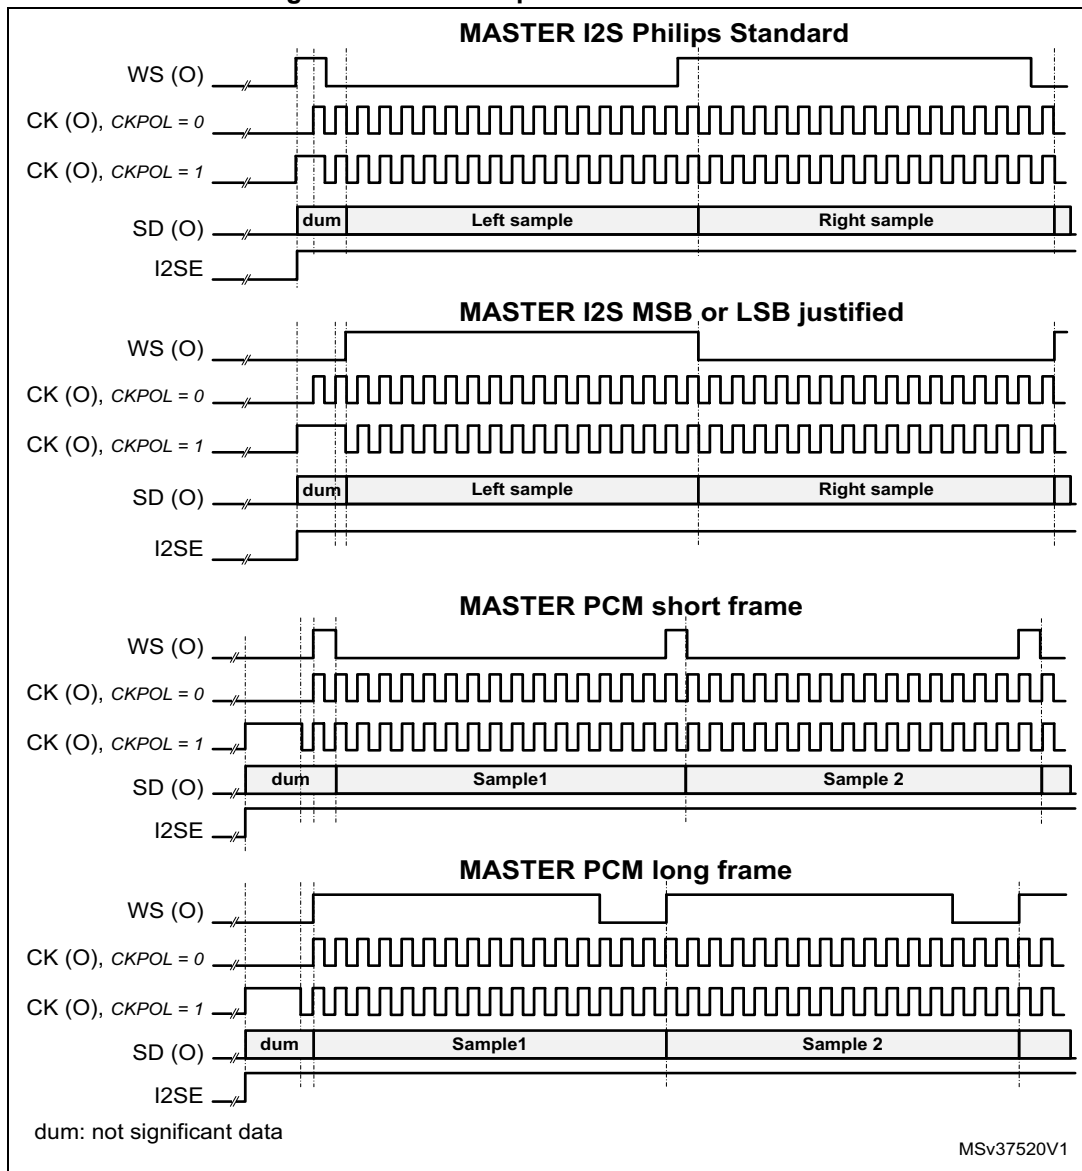 MASTER I2S Philips Standard
WS (O)
CK (O), CKPOL = 0
CK (O), CKPOL = 1
SD (O) dum Left sample Right sample
I2SE
MASTER I2S MSB or LSB justified
WS (O)
CK (O), CKPOL = 0
CK (O), CKPOL = 1
SD (O) dum Left sample Right sample
I2SE
MASTER PCM short frame
WS (O)
CK (O), CKPOL = 0
CK (O), CKPOL = 1
SD (O) dum Sample1 Sample 2
I2SE
MASTER PCM long frame
WS (O)
CK (O), CKPOL = 0
CK (O), CKPOL = 1
SD (O) dum Sample1 Sample 2
I2SE
dum: not significant data
MSv37520V1